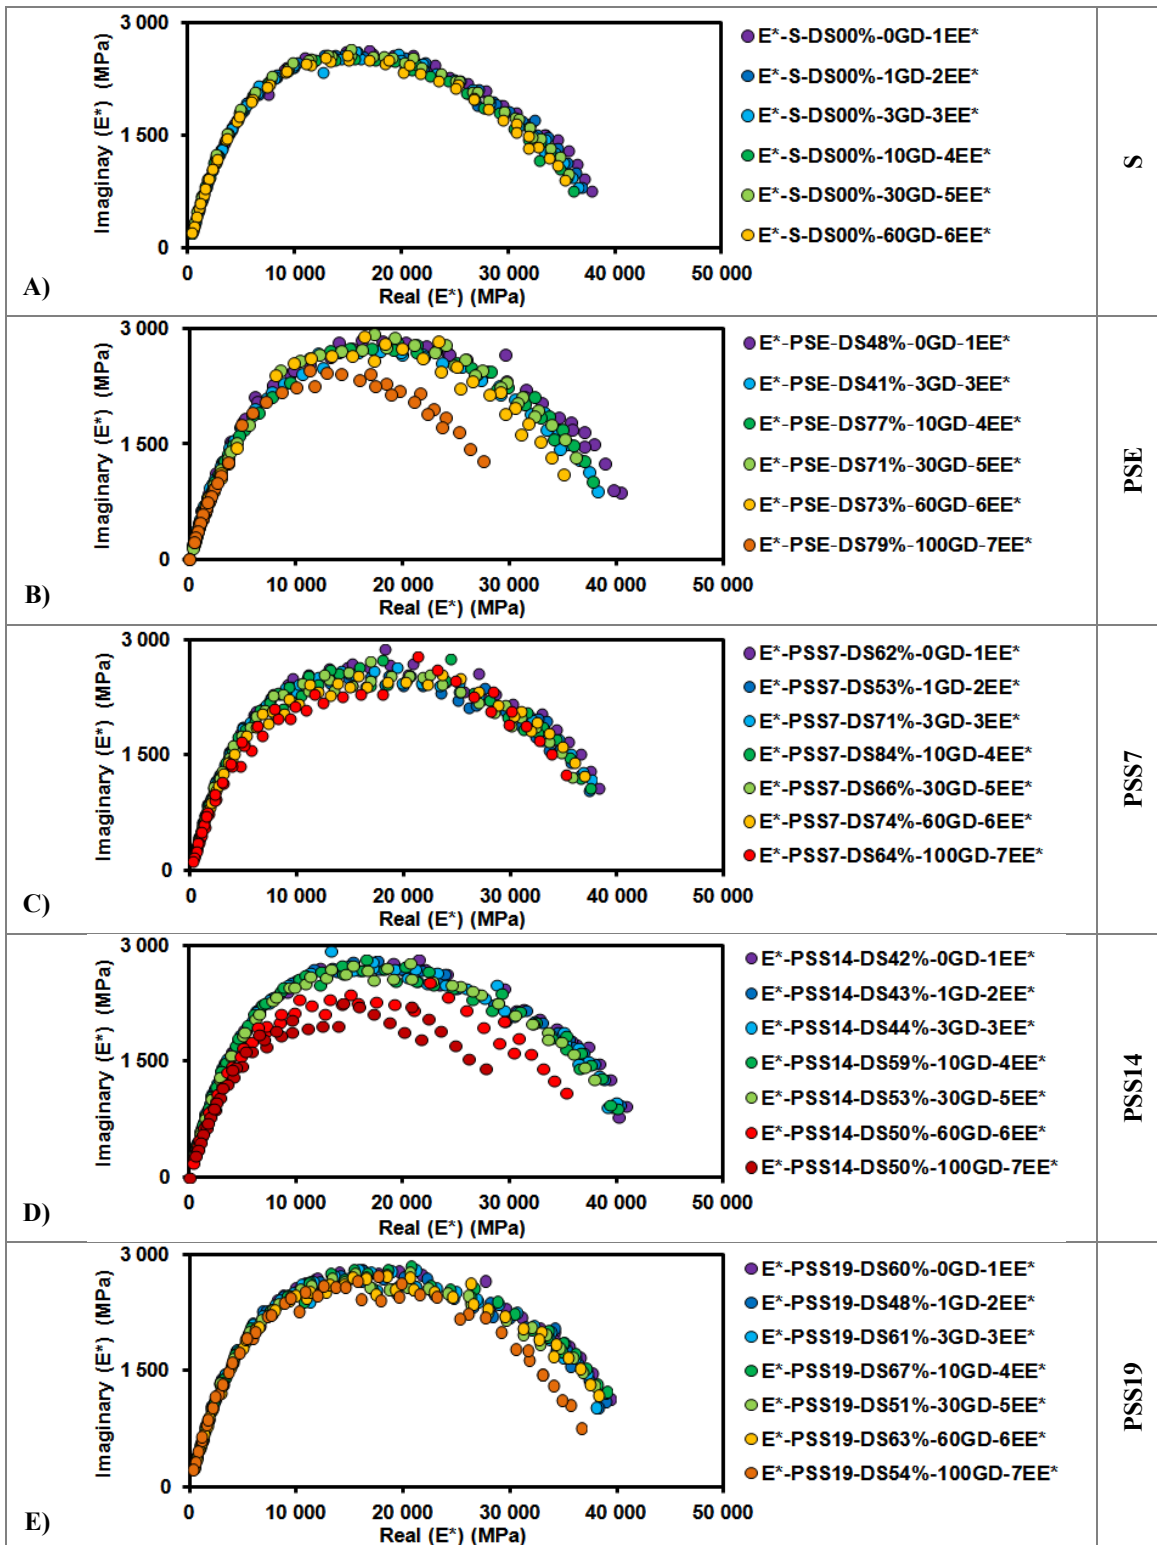 3 000
1 500
0
Imaginay (E*) (MPa)
0 10 000 20 000 30 000 40 000 50 000
Real (E*) (MPa)
E*-S-DS00%-0GD-1EE*
E*-S-DS00%-1GD-2EE*
E*-S-DS00%-3GD-3EE*
E*-S-DS00%-10GD-4EE*
E*-S-DS00%-30GD-5EE*
E*-S-DS00%-60GD-6EE*
A)
S
3 000
1 500
0
Imaginary (E*) (MPa)
0 10 000 20 000 30 000 40 000 50 000
Real (E*) (MPa)
E*-PSE-DS48%-0GD-1EE*
E*-PSE-DS41%-3GD-3EE*
E*-PSE-DS77%-10GD-4EE*
E*-PSE-DS71%-30GD-5EE*
E*-PSE-DS73%-60GD-6EE*
E*-PSE-DS79%-100GD-7EE*
B)
PSE
3 000
1 500
0
Imaginary (E*) (MPa)
0 10 000 20 000 30 000 40 000 50 000
Real (E*) (MPa)
E*-PSS7-DS62%-0GD-1EE*
E*-PSS7-DS53%-1GD-2EE*
E*-PSS7-DS71%-3GD-3EE*
E*-PSS7-DS84%-10GD-4EE*
E*-PSS7-DS66%-30GD-5EE*
E*-PSS7-DS74%-60GD-6EE*
E*-PSS7-DS64%-100GD-7EE*
C)
PSS7
3 000
1 500
0
Imaginary (E*) (MPa)
0 10 000 20 000 30 000 40 000 50 000
Real (E*) (MPa)
E*-PSS14-DS42%-0GD-1EE*
E*-PSS14-DS43%-1GD-2EE*
E*-PSS14-DS44%-3GD-3EE*
E*-PSS14-DS59%-10GD-4EE*
E*-PSS14-DS53%-30GD-5EE*
E*-PSS14-DS50%-60GD-6EE*
E*-PSS14-DS50%-100GD-7EE*
D)
PSS14
3 000
1 500
0
Imaginary (E*) (MPa)
0 10 000 20 000 30 000 40 000 50 000
Real (E*) (MPa)
E*-PSS19-DS60%-0GD-1EE*
E*-PSS19-DS48%-1GD-2EE*
E*-PSS19-DS61%-3GD-3EE*
E*-PSS19-DS67%-10GD-4EE*
E*-PSS19-DS51%-30GD-5EE*
E*-PSS19-DS63%-60GD-6EE*
E*-PSS19-DS54%-100GD-7EE*
E)
PSS19